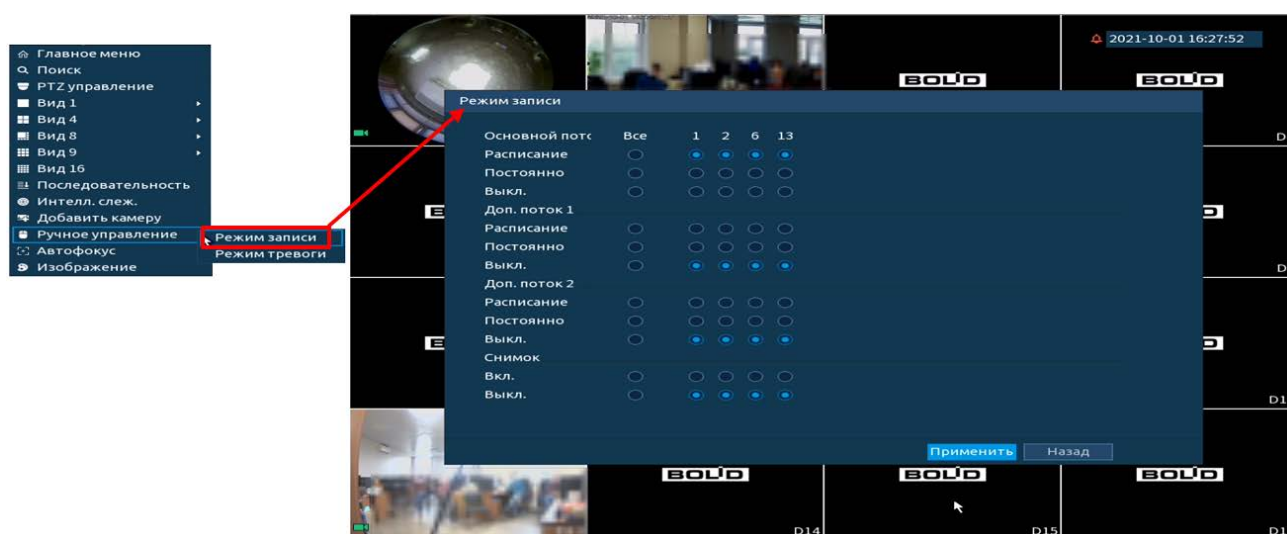 Главное меню
Поиск
PTZ управление
Вид 1
Вид 4
Вид 8
Вид 9
Вид 16
Последовательность
Интелл. слеж.
Добавить камеру
Ручное управление
Автофокус
Изображение
Режим записи
Режим тревоги
2021-10-01 16:27:52
BOLID BOLID
Режим записи
Основной пото Все 1 2 6 13
Расписание
Постоянно
Выкл.
Доп. поток 1
Расписание
Постоянно
Выкл.
Доп. поток 2
Расписание
Постоянно
Выкл.
Снимок
Вкл.
Выкл.
Применить Назад
BOLID BOLID BOLID
D14 D15